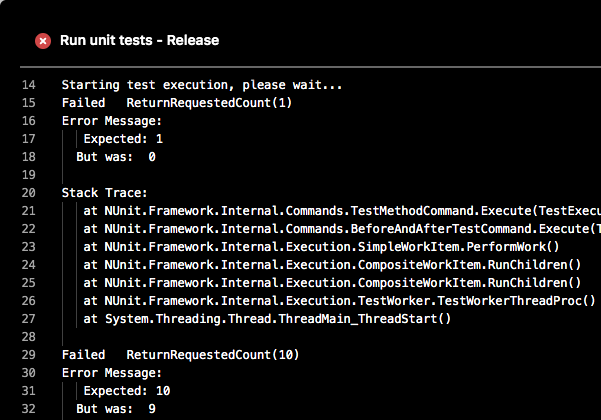 Run unit tests - Release
14 Starting test execution, please wait...
15 Failed   ReturnRequestedCount(1)
16 Error Message:
17   Expected: 1
18  But was:  0
19
20 Stack Trace:
21   at NUnit.Framework.Internal.Commands.TestMethodCommand.Execute(TestExecu
22   at NUnit.Framework.Internal.Commands.BeforeAndAfterTestCommand.Execute(T
23   at NUnit.Framework.Internal.Execution.SimpleWorkItem.PerformWork()
24   at NUnit.Framework.Internal.Execution.CompositeWorkItem.RunChildren()
25   at NUnit.Framework.Internal.Execution.CompositeWorkItem.RunChildren()
26   at NUnit.Framework.Internal.Execution.TestWorker.TestWorkerThreadProc()
27   at System.Threading.Thread.ThreadMain_ThreadStart()
28
29 Failed   ReturnRequestedCount(10)
30 Error Message:
31   Expected: 10
32  But was:  9